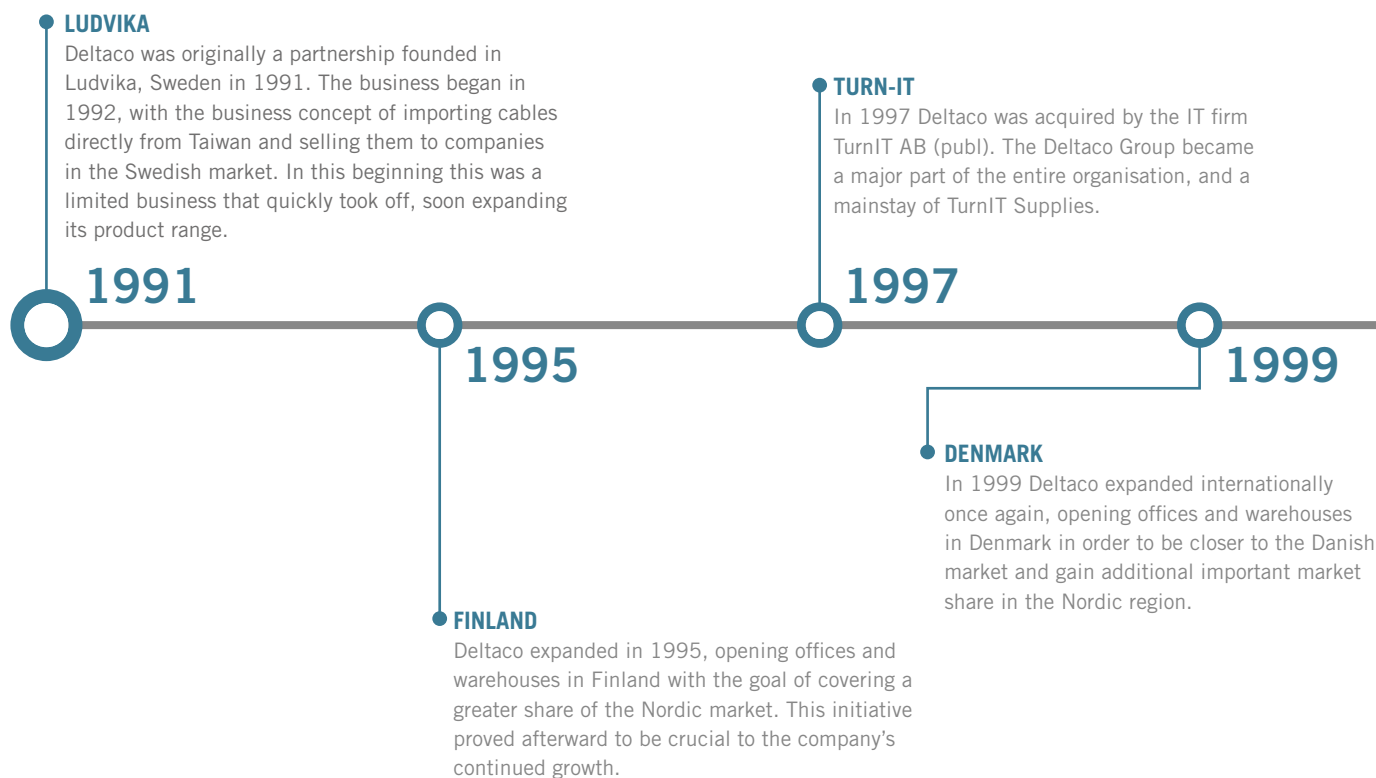 LUDVIKA
Deltaco was originally a partnership founded in
Ludvika, Sweden in 1991. The business began in
1992, with the business concept of importing cables
directly from Taiwan and selling them to companies
in the Swedish market. In this beginning this was a
limited business that quickly took off, soon expanding
its product range.
1991
1995
FINLAND
Deltaco expanded in 1995, opening offices and
warehouses in Finland with the goal of covering a
greater share of the Nordic market. This initiative
proved afterward to be crucial to the company’s
continued growth.
TURN-IT
In 1997 Deltaco was acquired by the IT firm
TurnIT AB (publ). The Deltaco Group became
a major part of the entire organisation, and a
mainstay of TurnIT Supplies.
1997
1999
DENMARK
In 1999 Deltaco expanded internationally
once again, opening offices and warehouses
in Denmark in order to be closer to the Danish
market and gain additional important market
share in the Nordic region.